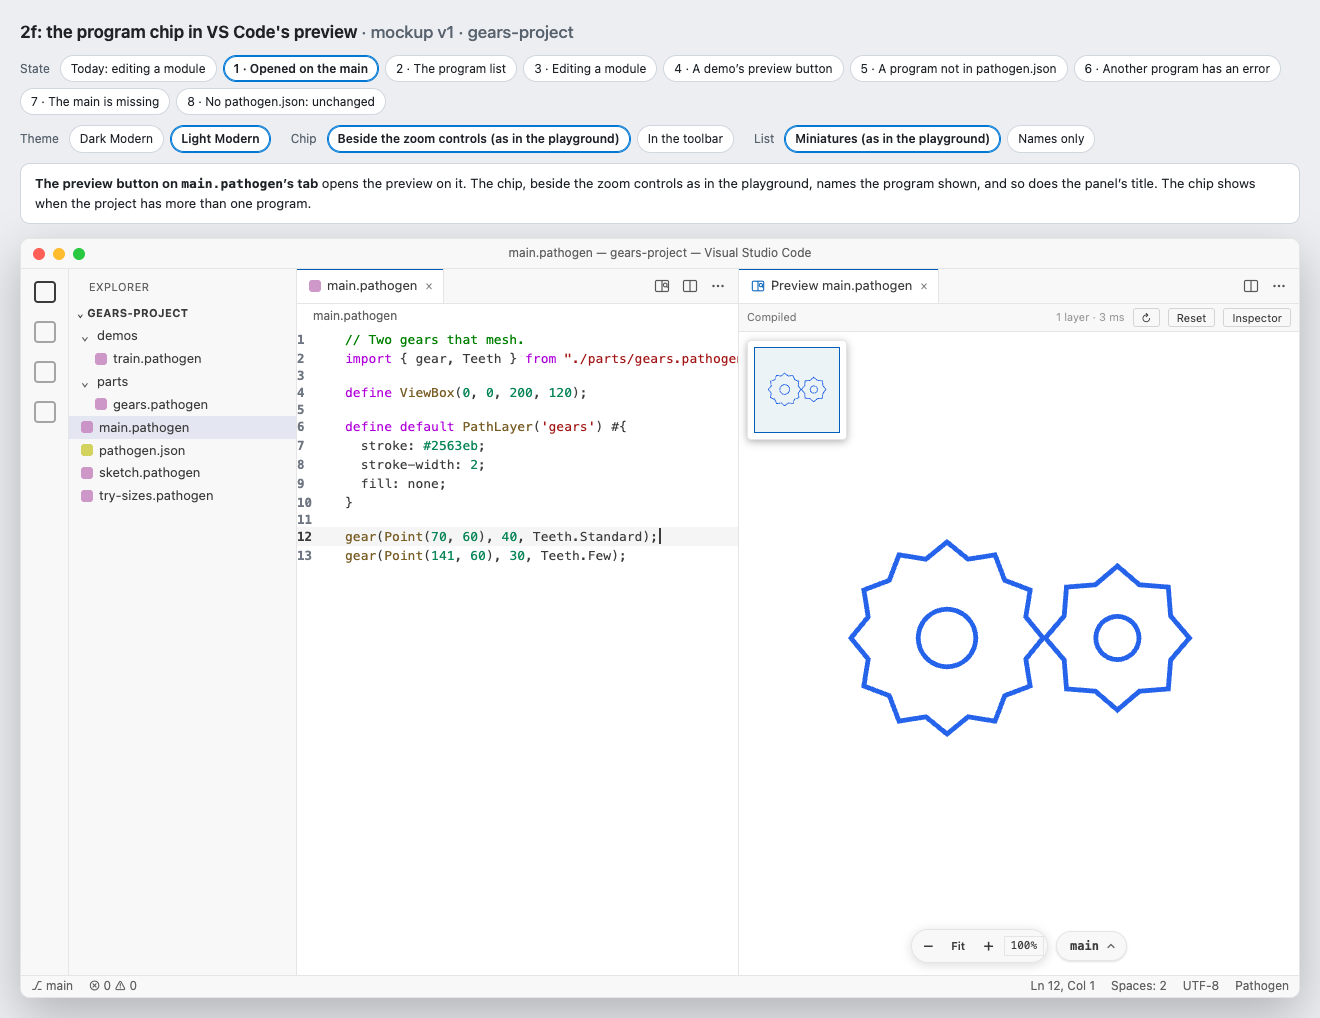 2f: the program chip in VS Code's preview · mockup v1 · gears-project
State Today: editing a module 1 · Opened on the main 2 · The program list 3 · Editing a module 4 · A demo's preview button 5 · A program not in pathogen.json 6 · Another program has an error
7 · The main is missing 8 · No pathogen.json: unchanged
Theme Dark Modern Light Modern Chip Beside the zoom controls (as in the playground) In the toolbar List Miniatures (as in the playground) Names only
The preview button on main.pathogen's tab opens the preview on it. The chip, beside the zoom controls as in the playground, names the program shown, and so does the panel's title. The chip shows
when the project has more than one program.
main.pathogen — gears-project — Visual Studio Code
EXPLORER
GEARS-PROJECT
demos
train.pathogen
parts
gears.pathogen
main.pathogen
pathogen.json
sketch.pathogen
try-sizes.pathogen
main.pathogen ×
main.pathogen
1 // Two gears that mesh.
2 import { gear, Teeth } from "./parts/gears.pathogen
3
4 define ViewBox(0, 0, 200, 120);
5
6 define default PathLayer('gears') #{
7 stroke: #2563eb;
8 stroke-width: 2;
9 fill: none;
10 }
11
12 gear(Point(70, 60), 40, Teeth.Standard);
13 gear(Point(141, 60), 30, Teeth.Few);
Preview main.pathogen ×
Compiled 1 layer · 3 ms ↻ Reset Inspector
− Fit + 100% main
main 0 0 Ln 12, Col 1 Spaces: 2 UTF-8 Pathogen